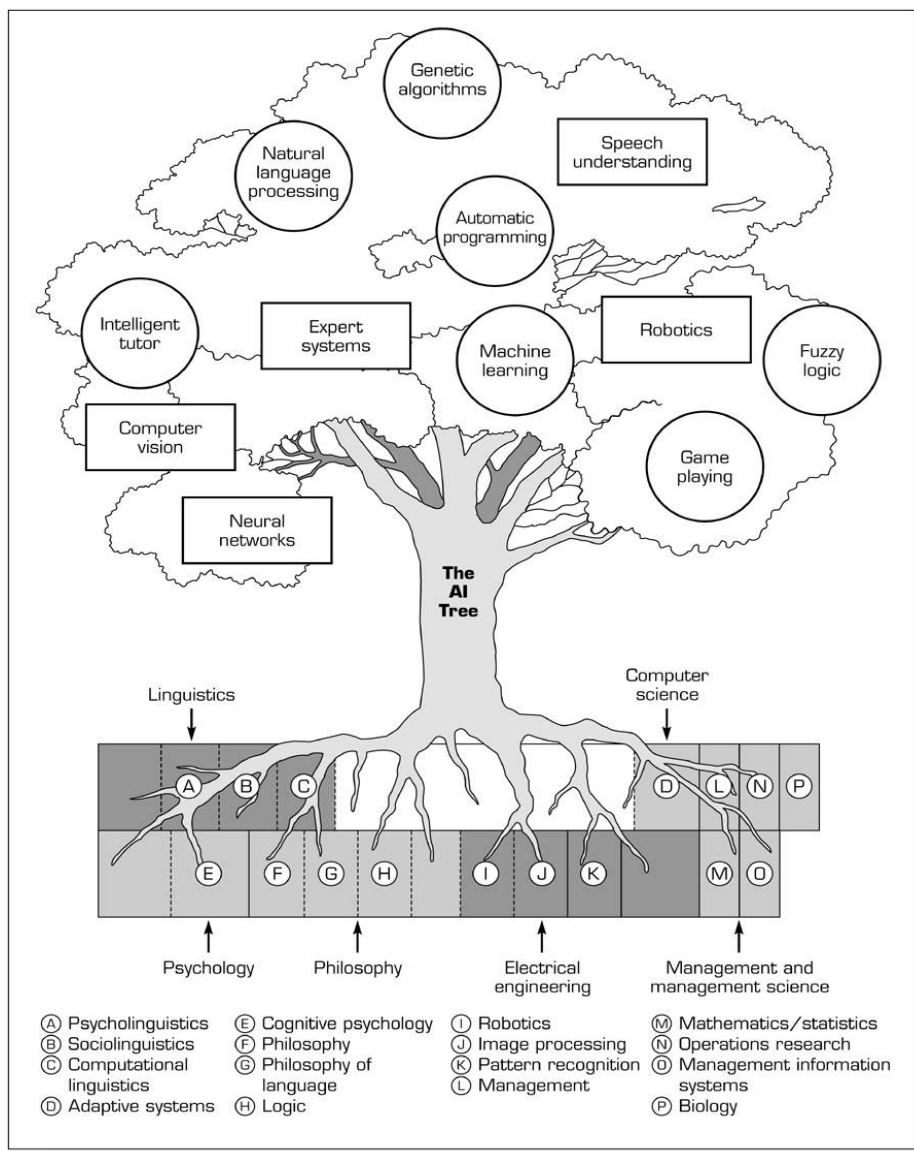 Genetic
algorithms
Natural
language
processing
Speech
understanding
Automatic
programming
Intelligent
tutor
Expert
systems
Machine
learning
Robotics
Fuzzy
logic
Computer
vision
Game
playing
Neural
networks
The
AI
Tree
Linguistics
Computer
science
A B C D L N P
E F G H I J K M O
Psychology
Philosophy
Electrical
engineering
Management and
management science
A Psycholinguistics
B Sociolinguistics
C Computational
linguistics
D Adaptive systems
E Cognitive psychology
F Philosophy
G Philosophy of
language
H Logic
I Robotics
J Image processing
K Pattern recognition
L Management
M Mathematics/statistics
N Operations research
O Management information
systems
P Biology